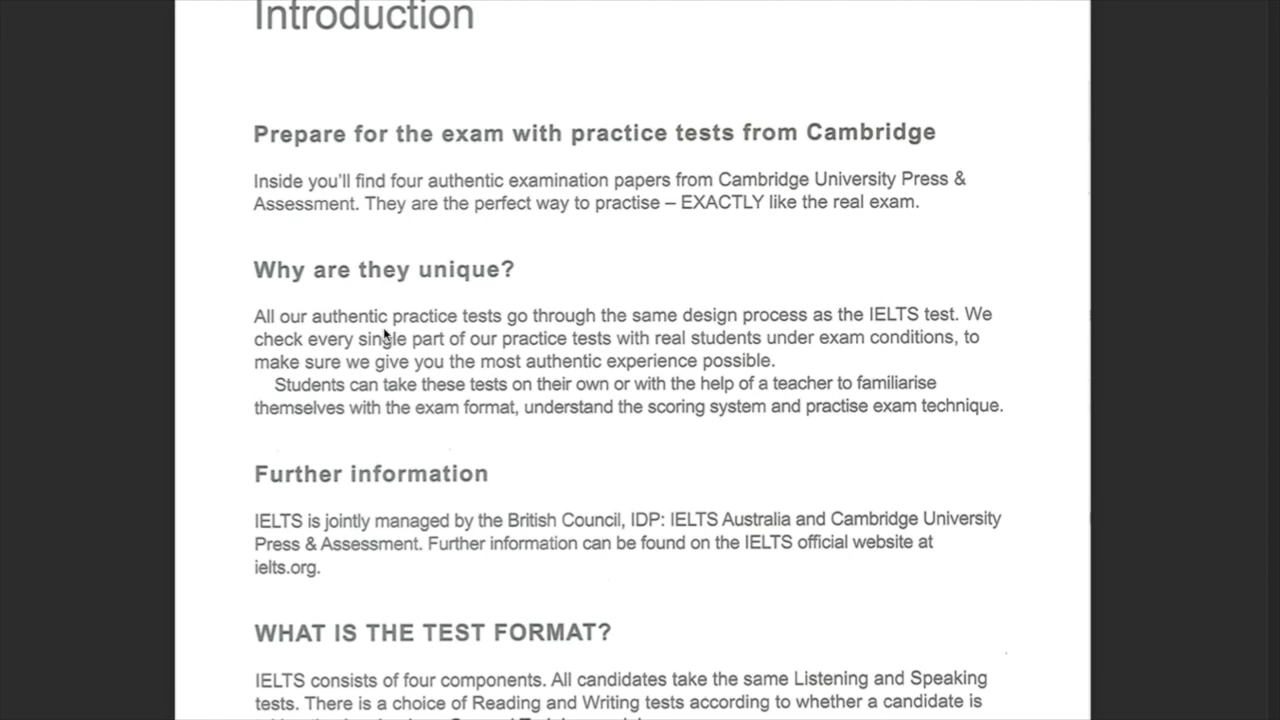 Introduction
Prepare for the exam with practice tests from Cambridge
Inside you'll find four authentic examination papers from Cambridge University Press &
Assessment. They are the perfect way to practise – EXACTLY like the real exam.
Why are they unique?
All our authentic practice tests go through the same design process as the IELTS test. We
check every single part of our practice tests with real students under exam conditions, to
make sure we give you the most authentic experience possible.
Students can take these tests on their own or with the help of a teacher to familiarise
themselves with the exam format, understand the scoring system and practise exam technique.
Further information
IELTS is jointly managed by the British Council, IDP: IELTS Australia and Cambridge University
Press & Assessment. Further information can be found on the IELTS official website at
ielts.org.
WHAT IS THE TEST FORMAT?
IELTS consists of four components. All candidates take the same Listening and Speaking
tests. There is a choice of Reading and Writing tests according to whether a candidate is